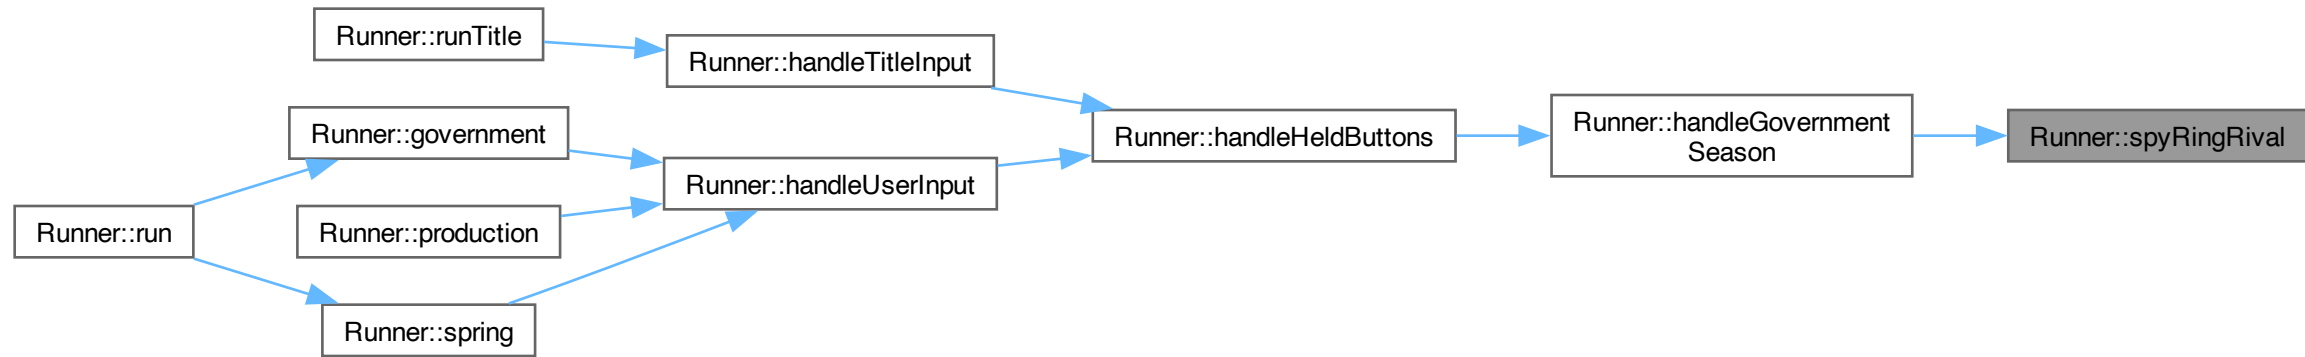 Runner::runTitle
Runner::handleTitleInput
Runner::government
Runner::handleHeldButtons
Runner::handleGovernment
Season
Runner::spyRingRival
Runner::handleUserInput
Runner::run
Runner::production
Runner::spring